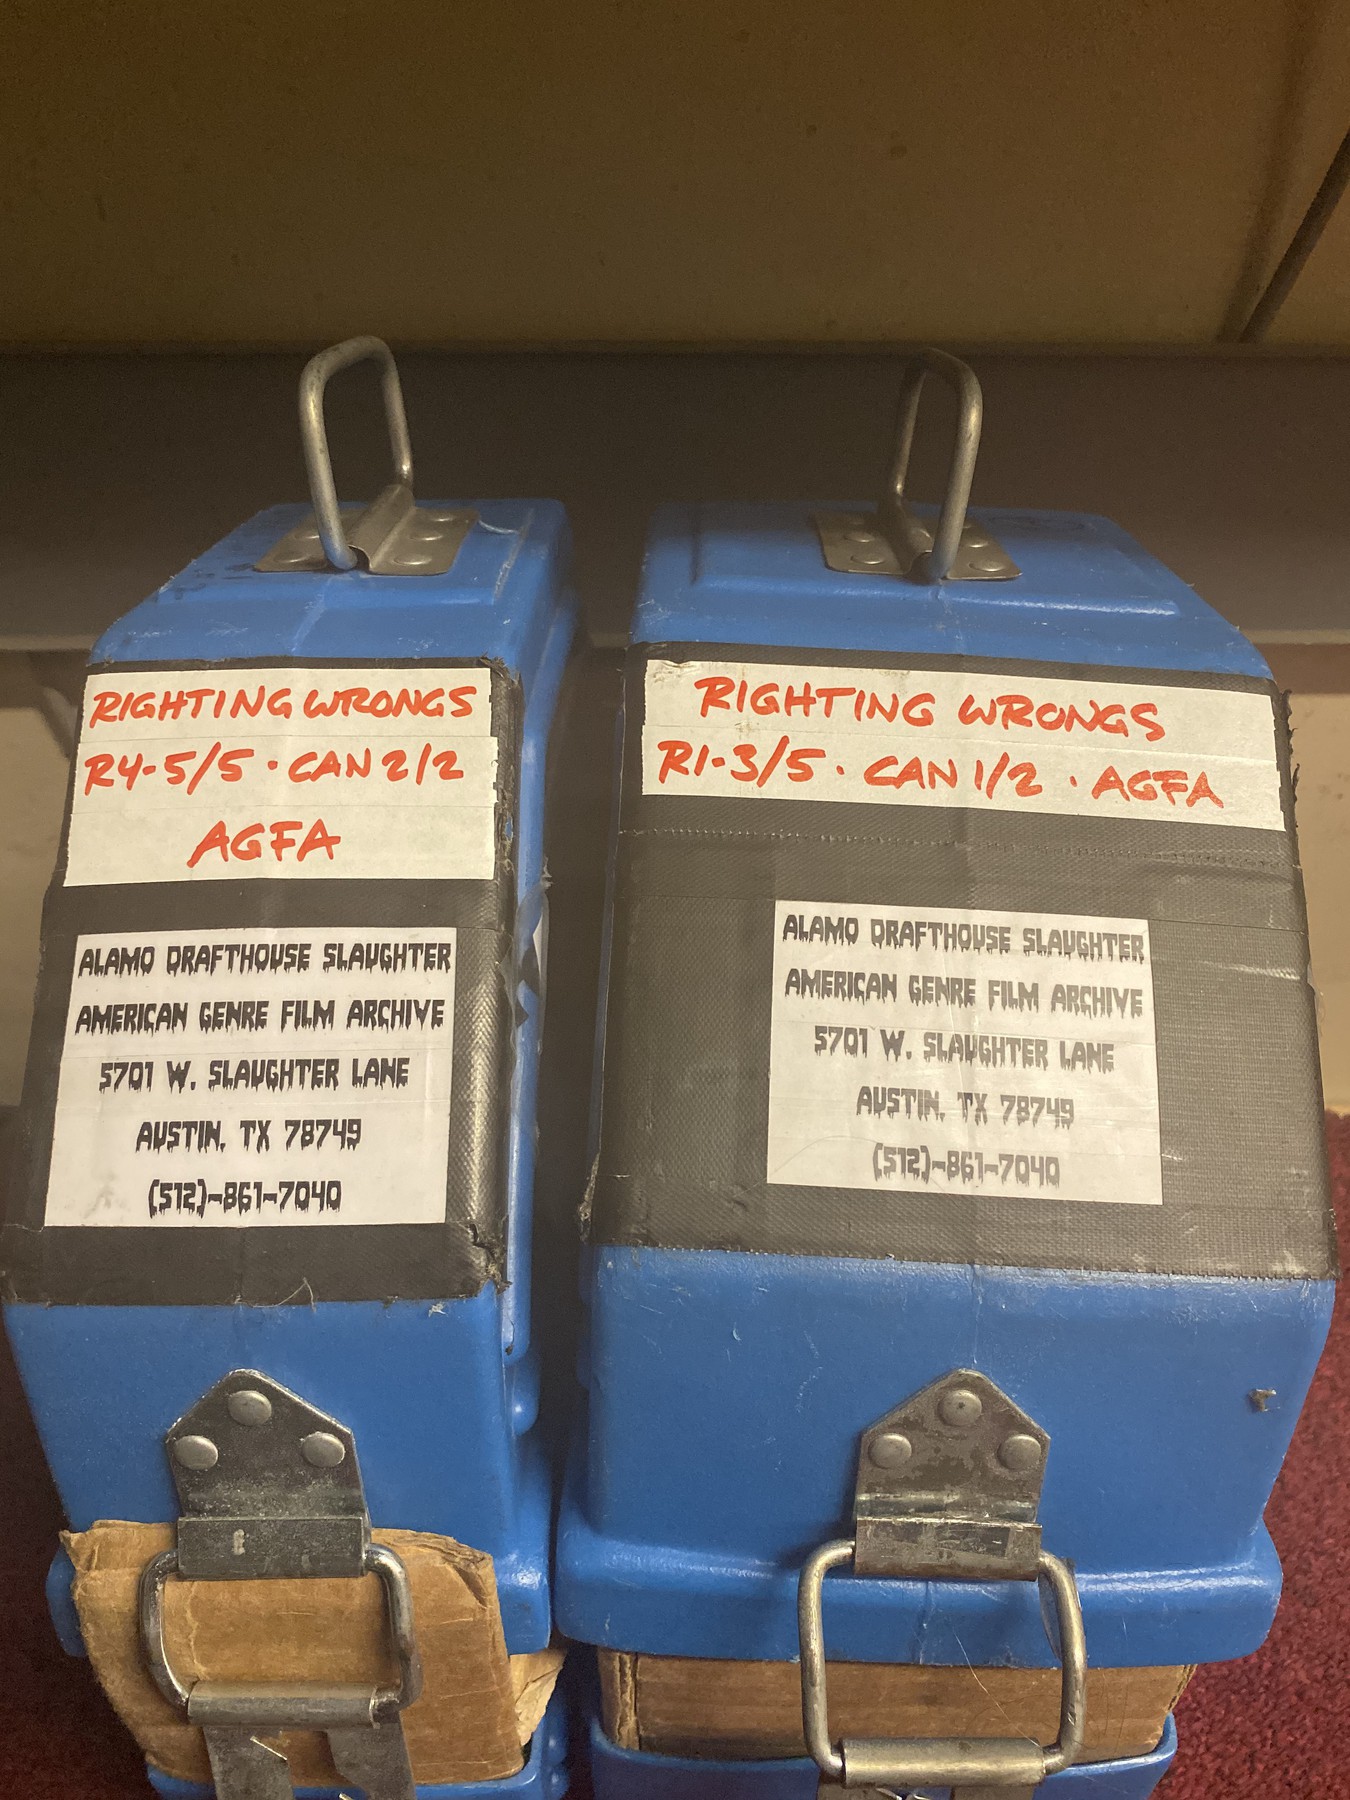 RIGHTING WRONGS
R4-5/5 · CAN 2/2
AGFA
ALAMO DRAFTHOUSE SLAUGHTER
AMERICAN GENRE FILM ARCHIVE
5701 W. SLAUGHTER LANE
AUSTIN, TX 78749
(512)-861-7040
RIGHTING WRONGS
R1-3/5 · CAN 1/2 · AGFA
ALAMO DRAFTHOUSE SLAUGHTER
AMERICAN GENRE FILM ARCHIVE
5701 W. SLAUGHTER LANE
AUSTIN, TX 78749
(512)-861-7040